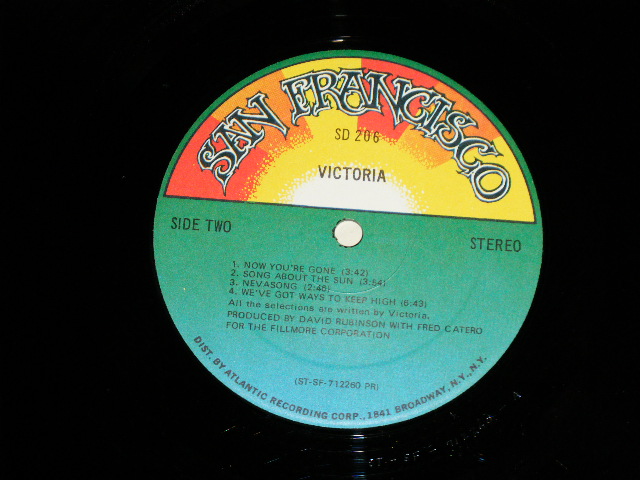 SAN FRANCISCO
SD 206
VICTORIA
SIDE TWO
STEREO
1. NOW YOU'RE GONE (3:42)
2. SONG ABOUT THE SUN (3:54)
3. NEVASONG (2:48)
4. WE'VE GOT WAYS TO KEEP HIGH (6:43)
All the selections are written by Victoria.
PRODUCED BY DAVID RUBINSON WITH FRED CATERO
FOR THE FILLMORE CORPORATION
(ST-SF-712260 PR)
DIST. BY ATLANTIC RECORDING CORP., 1841 BROADWAY, N.Y., N.Y.